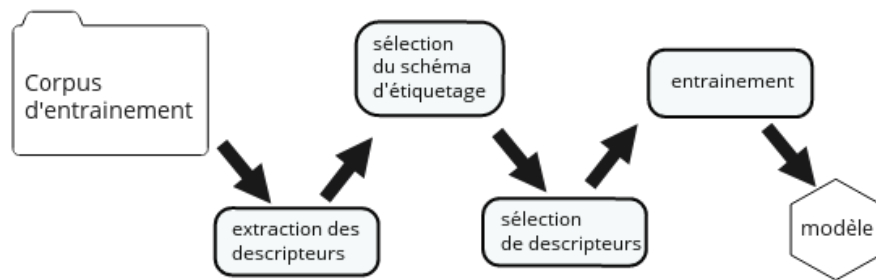 Corpus
d'entrainement
extraction des
descripteurs
sélection
du schéma
d'étiquetage
sélection
de descripteurs
entrainement
modèle